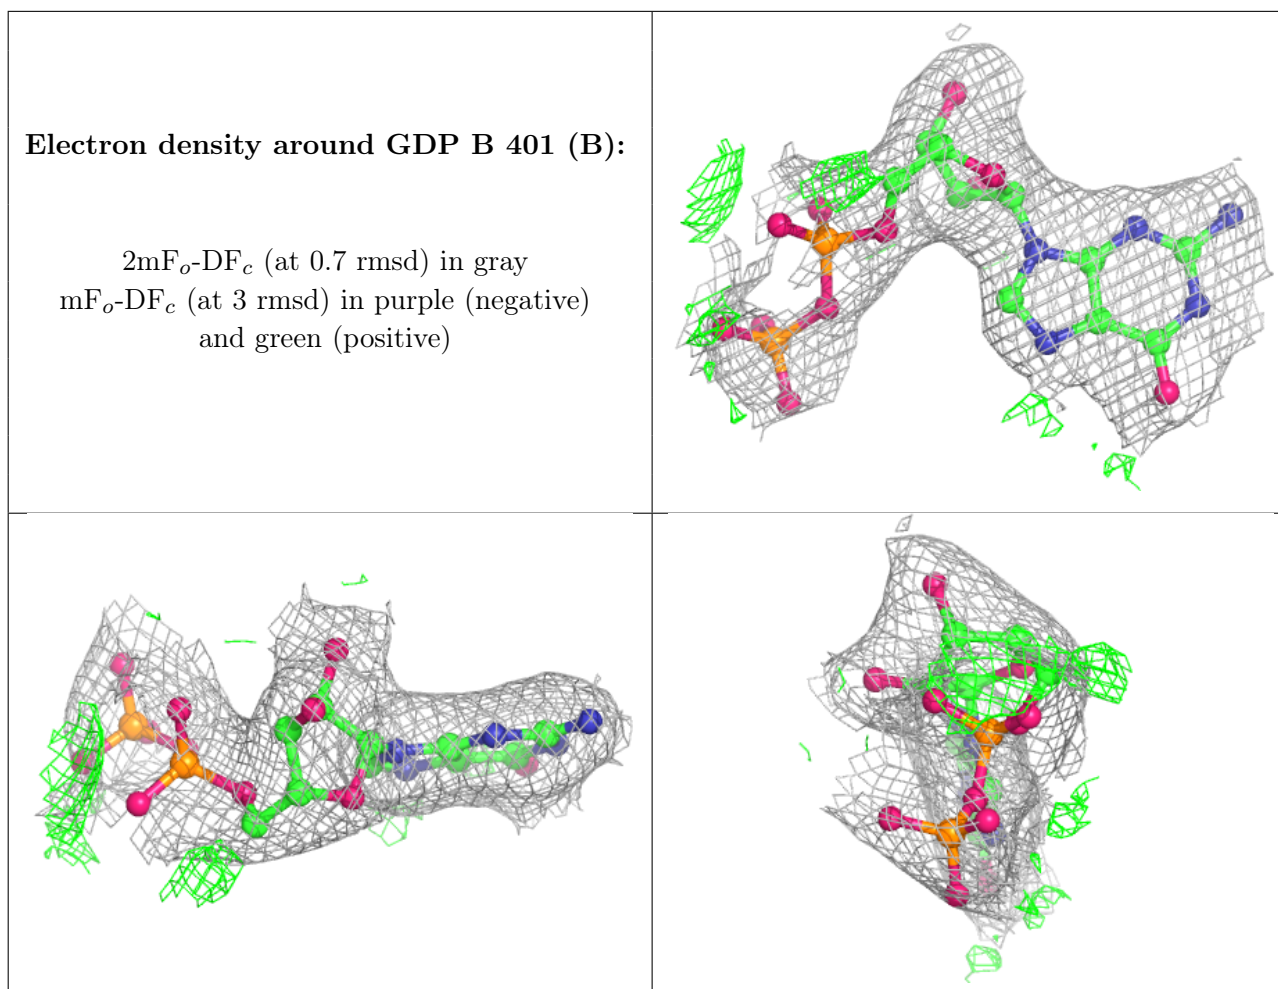 Electron density around GDP B 401 (B):
2mFo-DFc (at 0.7 rmsd) in gray
mFo-DFc (at 3 rmsd) in purple (negative)
and green (positive)